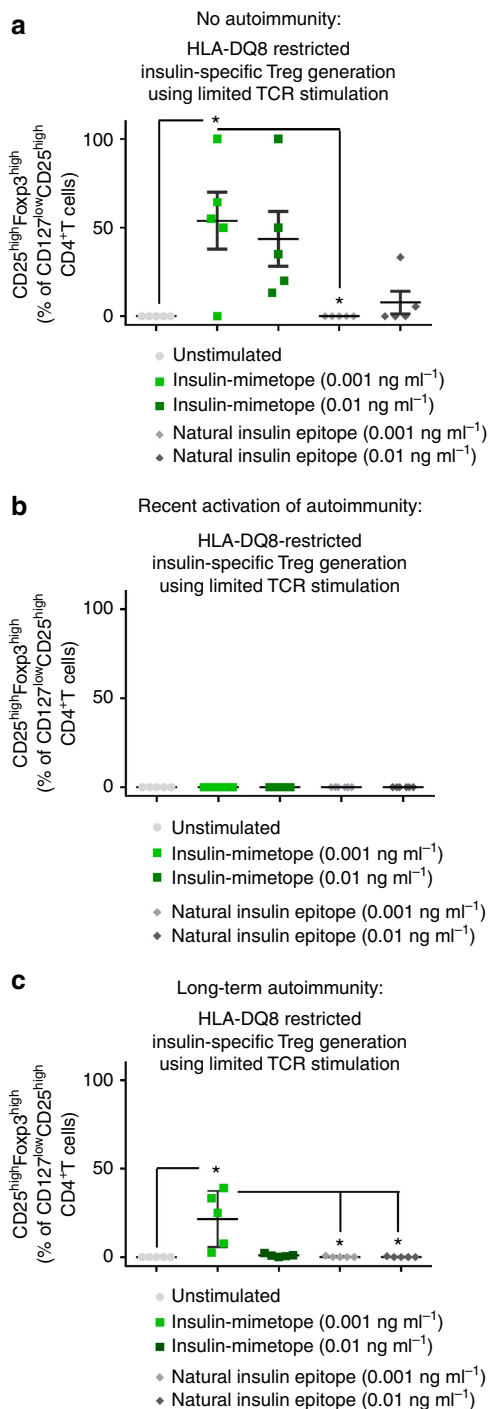 a
No autoimmunity:
HLA-DQ8 restricted
insulin-specific Treg generation
using limited TCR stimulation
CD25highFoxp3high
(% of CD127lowCD25high
CD4+T cells)
100
50
0
*
*
Unstimulated
Insulin-mimetope (0.001 ng ml−1)
Insulin-mimetope (0.01 ng ml−1)
Natural insulin epitope (0.001 ng ml−1)
Natural insulin epitope (0.01 ng ml−1)
b
Recent activation of autoimmunity:
HLA-DQ8-restricted
insulin-specific Treg generation
using limited TCR stimulation
CD25highFoxp3high
(% of CD127lowCD25high
CD4+T cells)
100
50
0
Unstimulated
Insulin-mimetope (0.001 ng ml−1)
Insulin-mimetope (0.01 ng ml−1)
Natural insulin epitope (0.001 ng ml−1)
Natural insulin epitope (0.01 ng ml−1)
c
Long-term autoimmunity:
HLA-DQ8 restricted
insulin-specific Treg generation
using limited TCR stimulation
CD25highFoxp3high
(% of CD127lowCD25high
CD4+T cells)
100
50
0
*
* *
Unstimulated
Insulin-mimetope (0.001 ng ml−1)
Insulin-mimetope (0.01 ng ml−1)
Natural insulin epitope (0.001 ng ml−1)
Natural insulin epitope (0.01 ng ml−1)